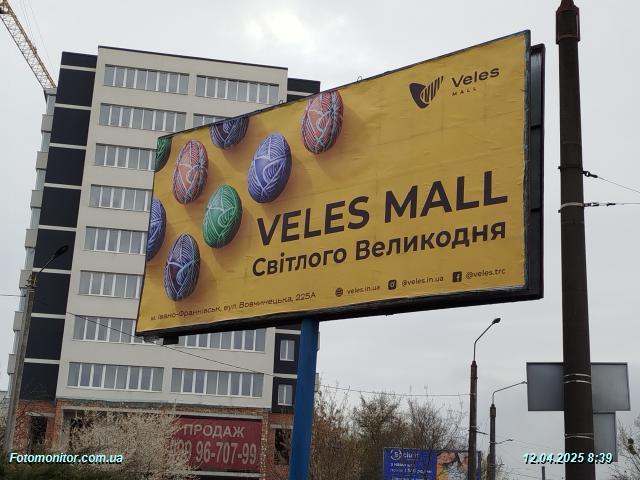 Veles
MALL
VELES MALL
Світлого Великодня
м. Івано-Франківськ, вул. Вовчинецька, 225А
veles.in.ua
@veles.in.ua
@veles.trc
ПРОДАЖ
99 96-707-99
Fotomonitor.com.ua
12.04.2025 8:39